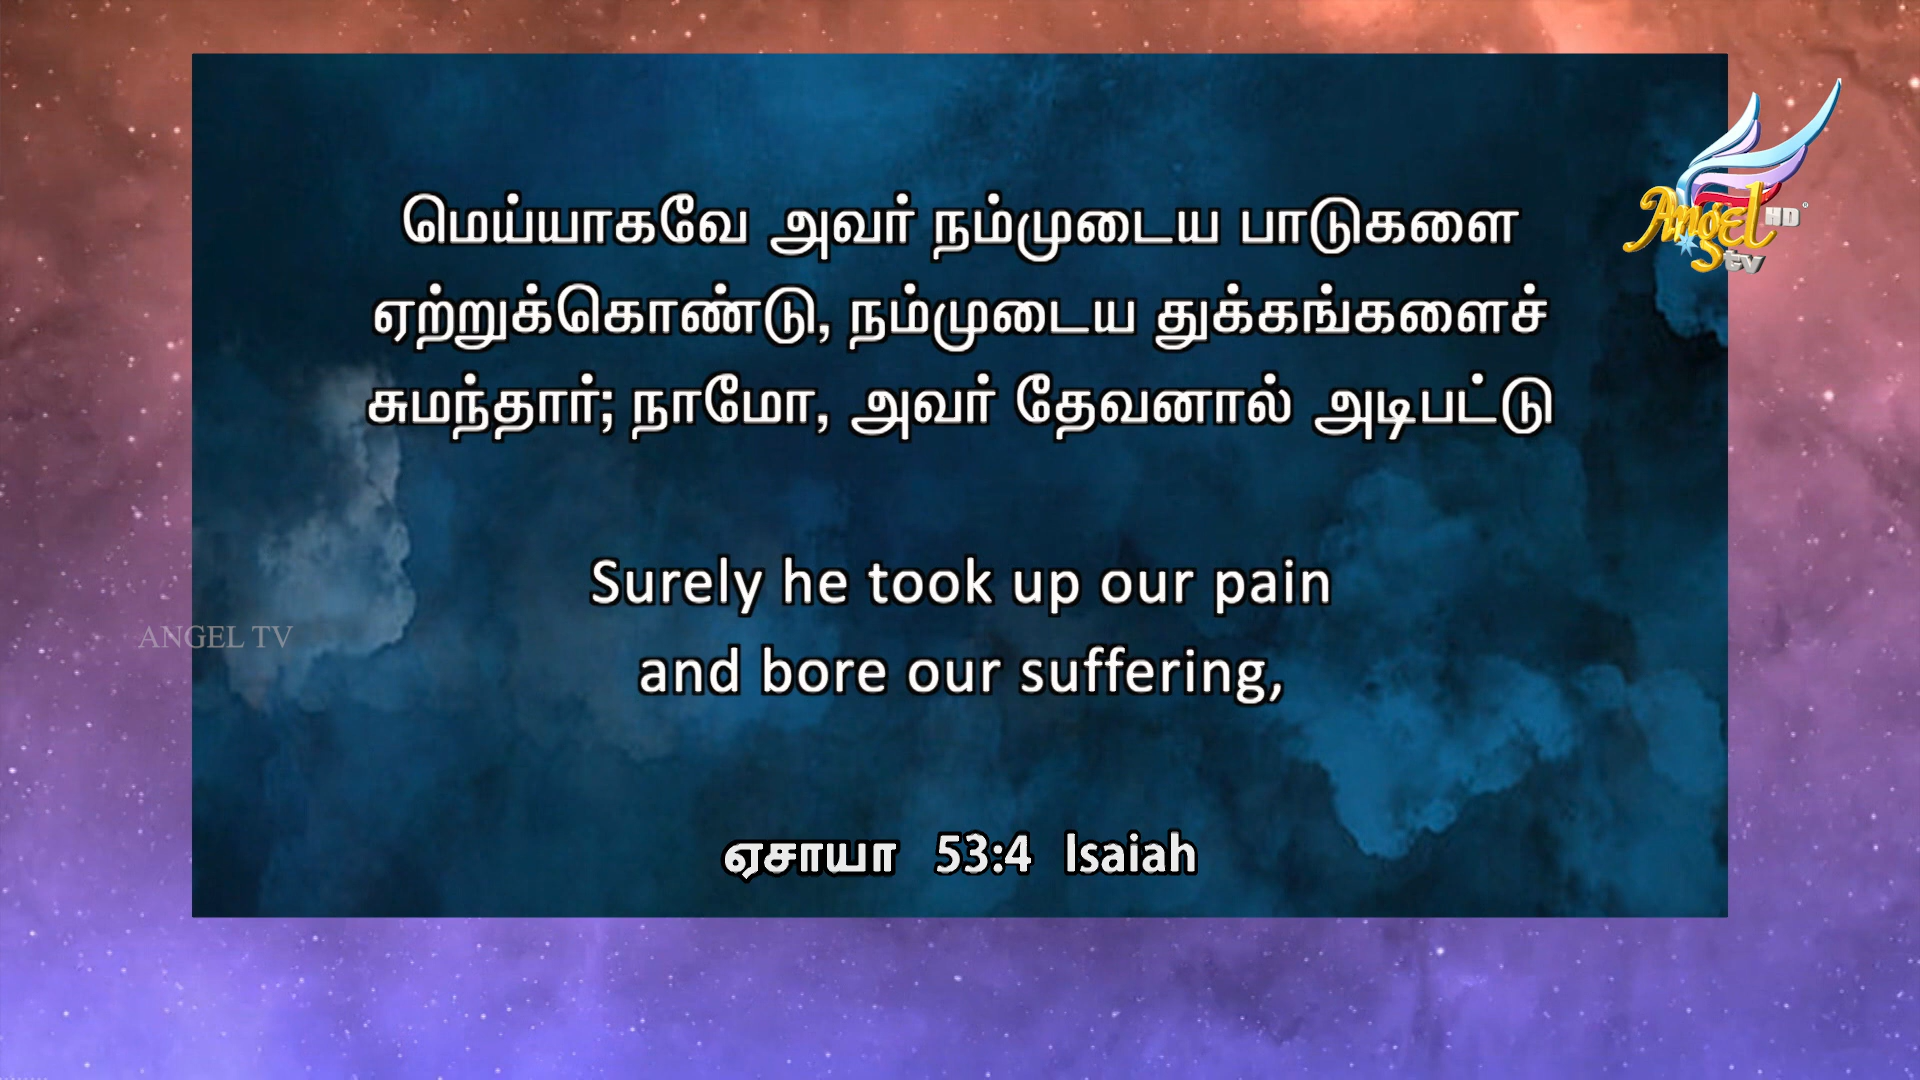 மெய்யாகவே அவர் நம்முடைய பாடுகளை
ஏற்றுக்கொண்டு, நம்முடைய துக்கங்களைச்
சுமந்தார்; நாமோ, அவர் தேவனால் அடிபட்டு
Surely he took up our pain
and bore our suffering,
ஏசாயா 53:4 Isaiah
Angel HD
tv
ANGEL TV